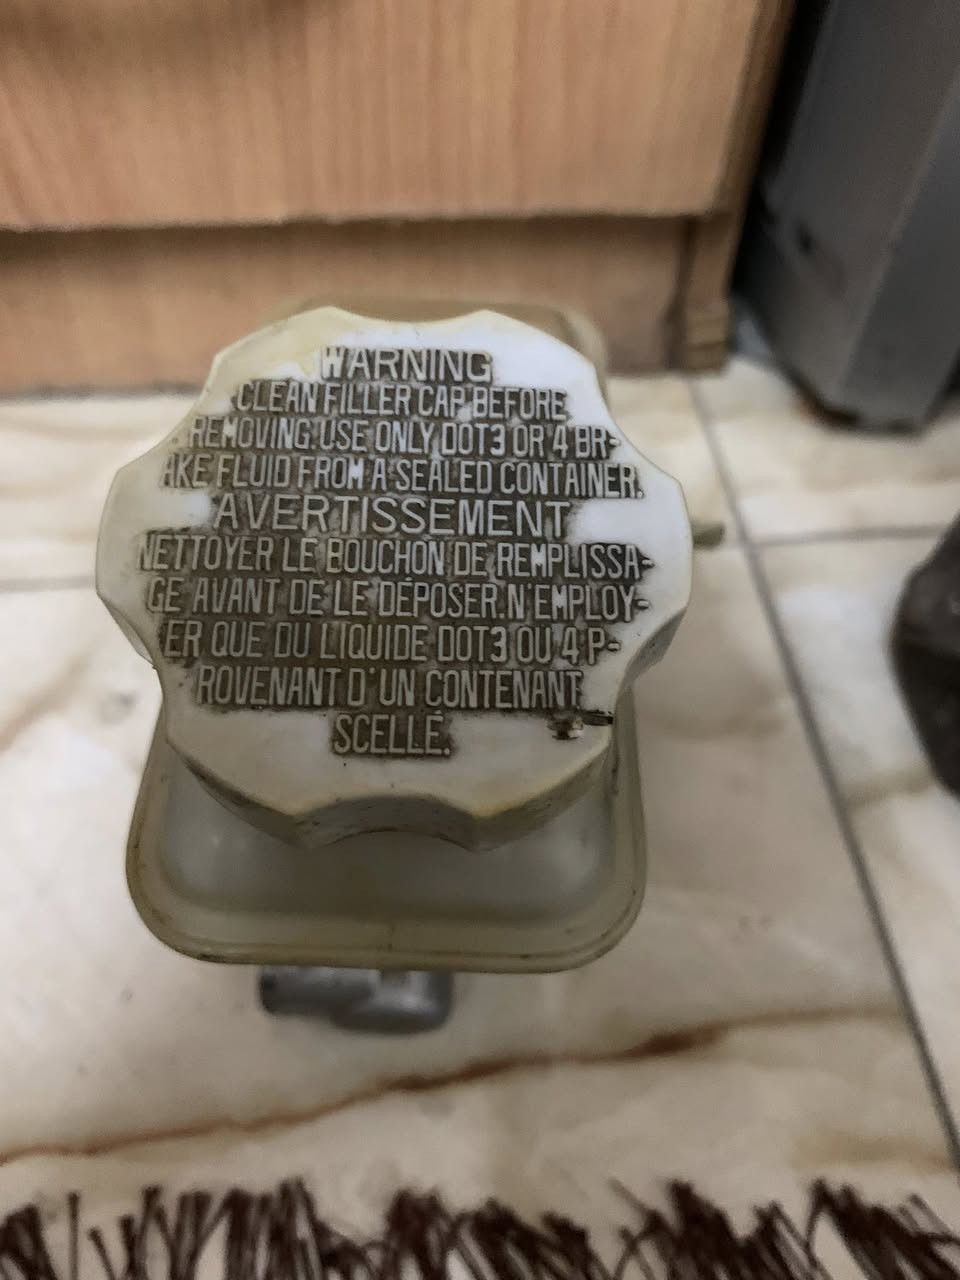 WARNING
CLEAN FILLER CAP BEFORE
REMOVING. USE ONLY DOT3 OR 4 BR-
AKE FLUID FROM A SEALED CONTAINER.
AVERTISSEMENT
NETTOYER LE BOUCHON DE REMPLISSA-
GE AVANT DE LE DÉPOSER. N'EMPLOY-
ER QUE DU LIQUIDE DOT3 OU 4 P-
ROVENANT D'UN CONTENANT
SCELLÉ.